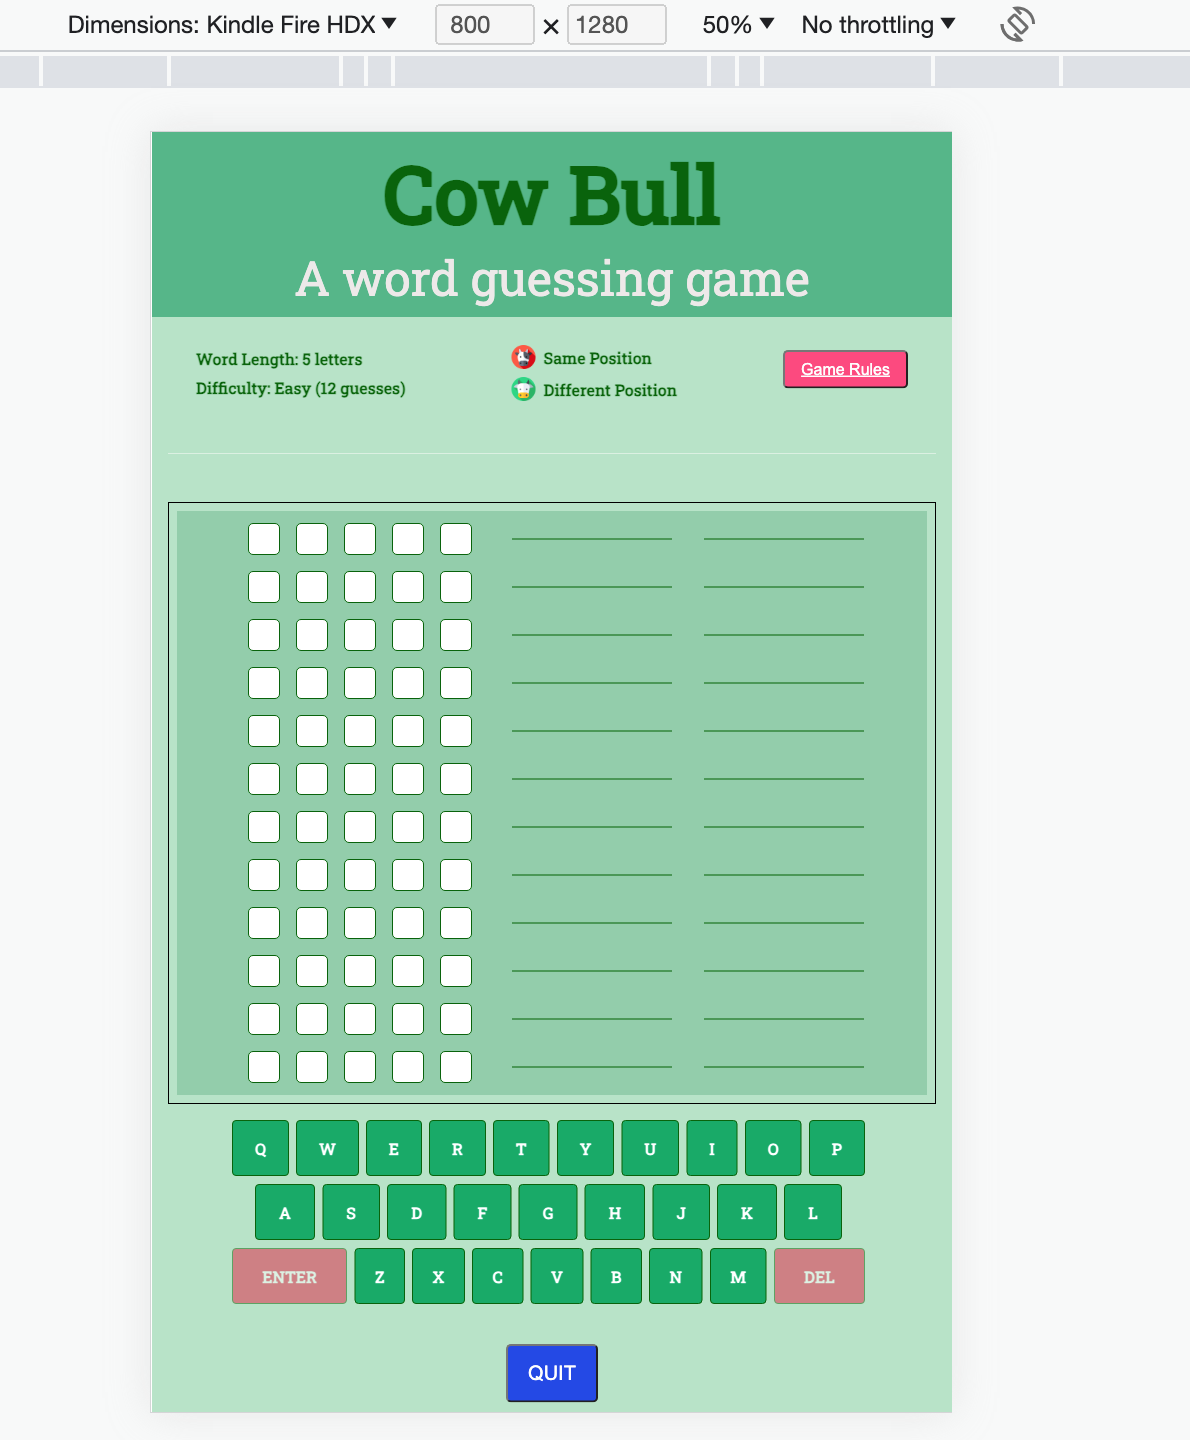 Dimensions: Kindle Fire HDX 800 × 1280 50% No throttling
Cow Bull
A word guessing game
Word Length: 5 letters
Difficulty: Easy (12 guesses)
Same Position
Different Position
Game Rules
Q W E R T Y U I O P
A S D F G H J K L
ENTER Z X C V B N M DEL
QUIT